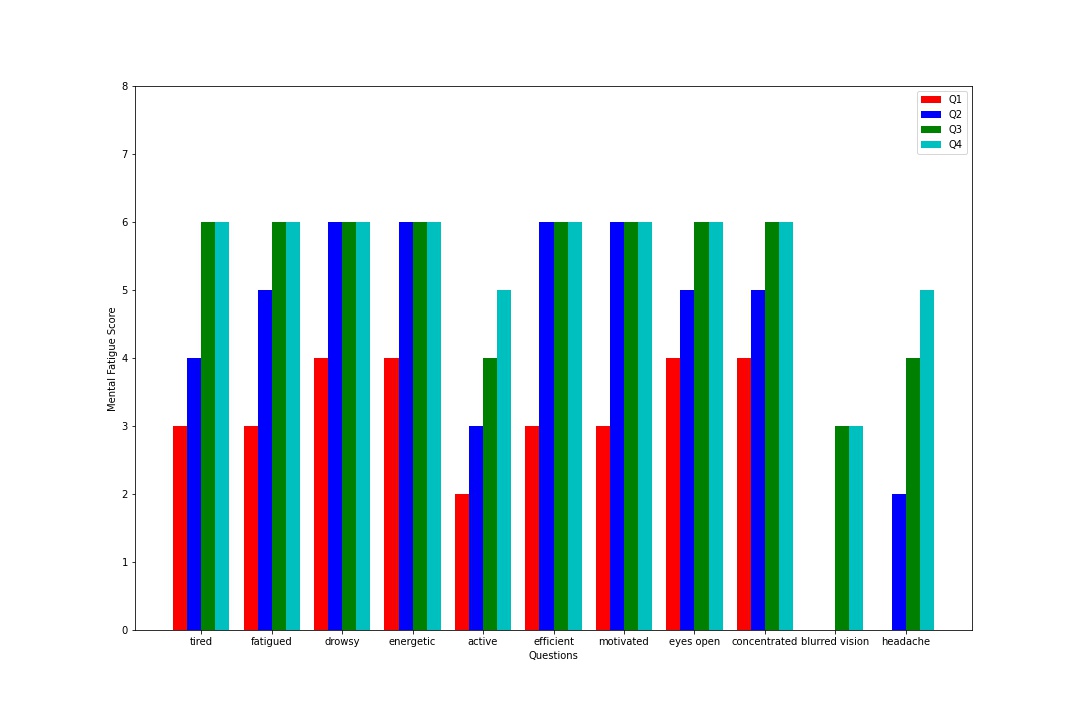 8
7
6
5
4
3
2
1
0
Mental Fatigue Score
Q1
Q2
Q3
Q4
tired fatigued drowsy energetic active efficient motivated eyes open concentrated blurred vision headache
Questions